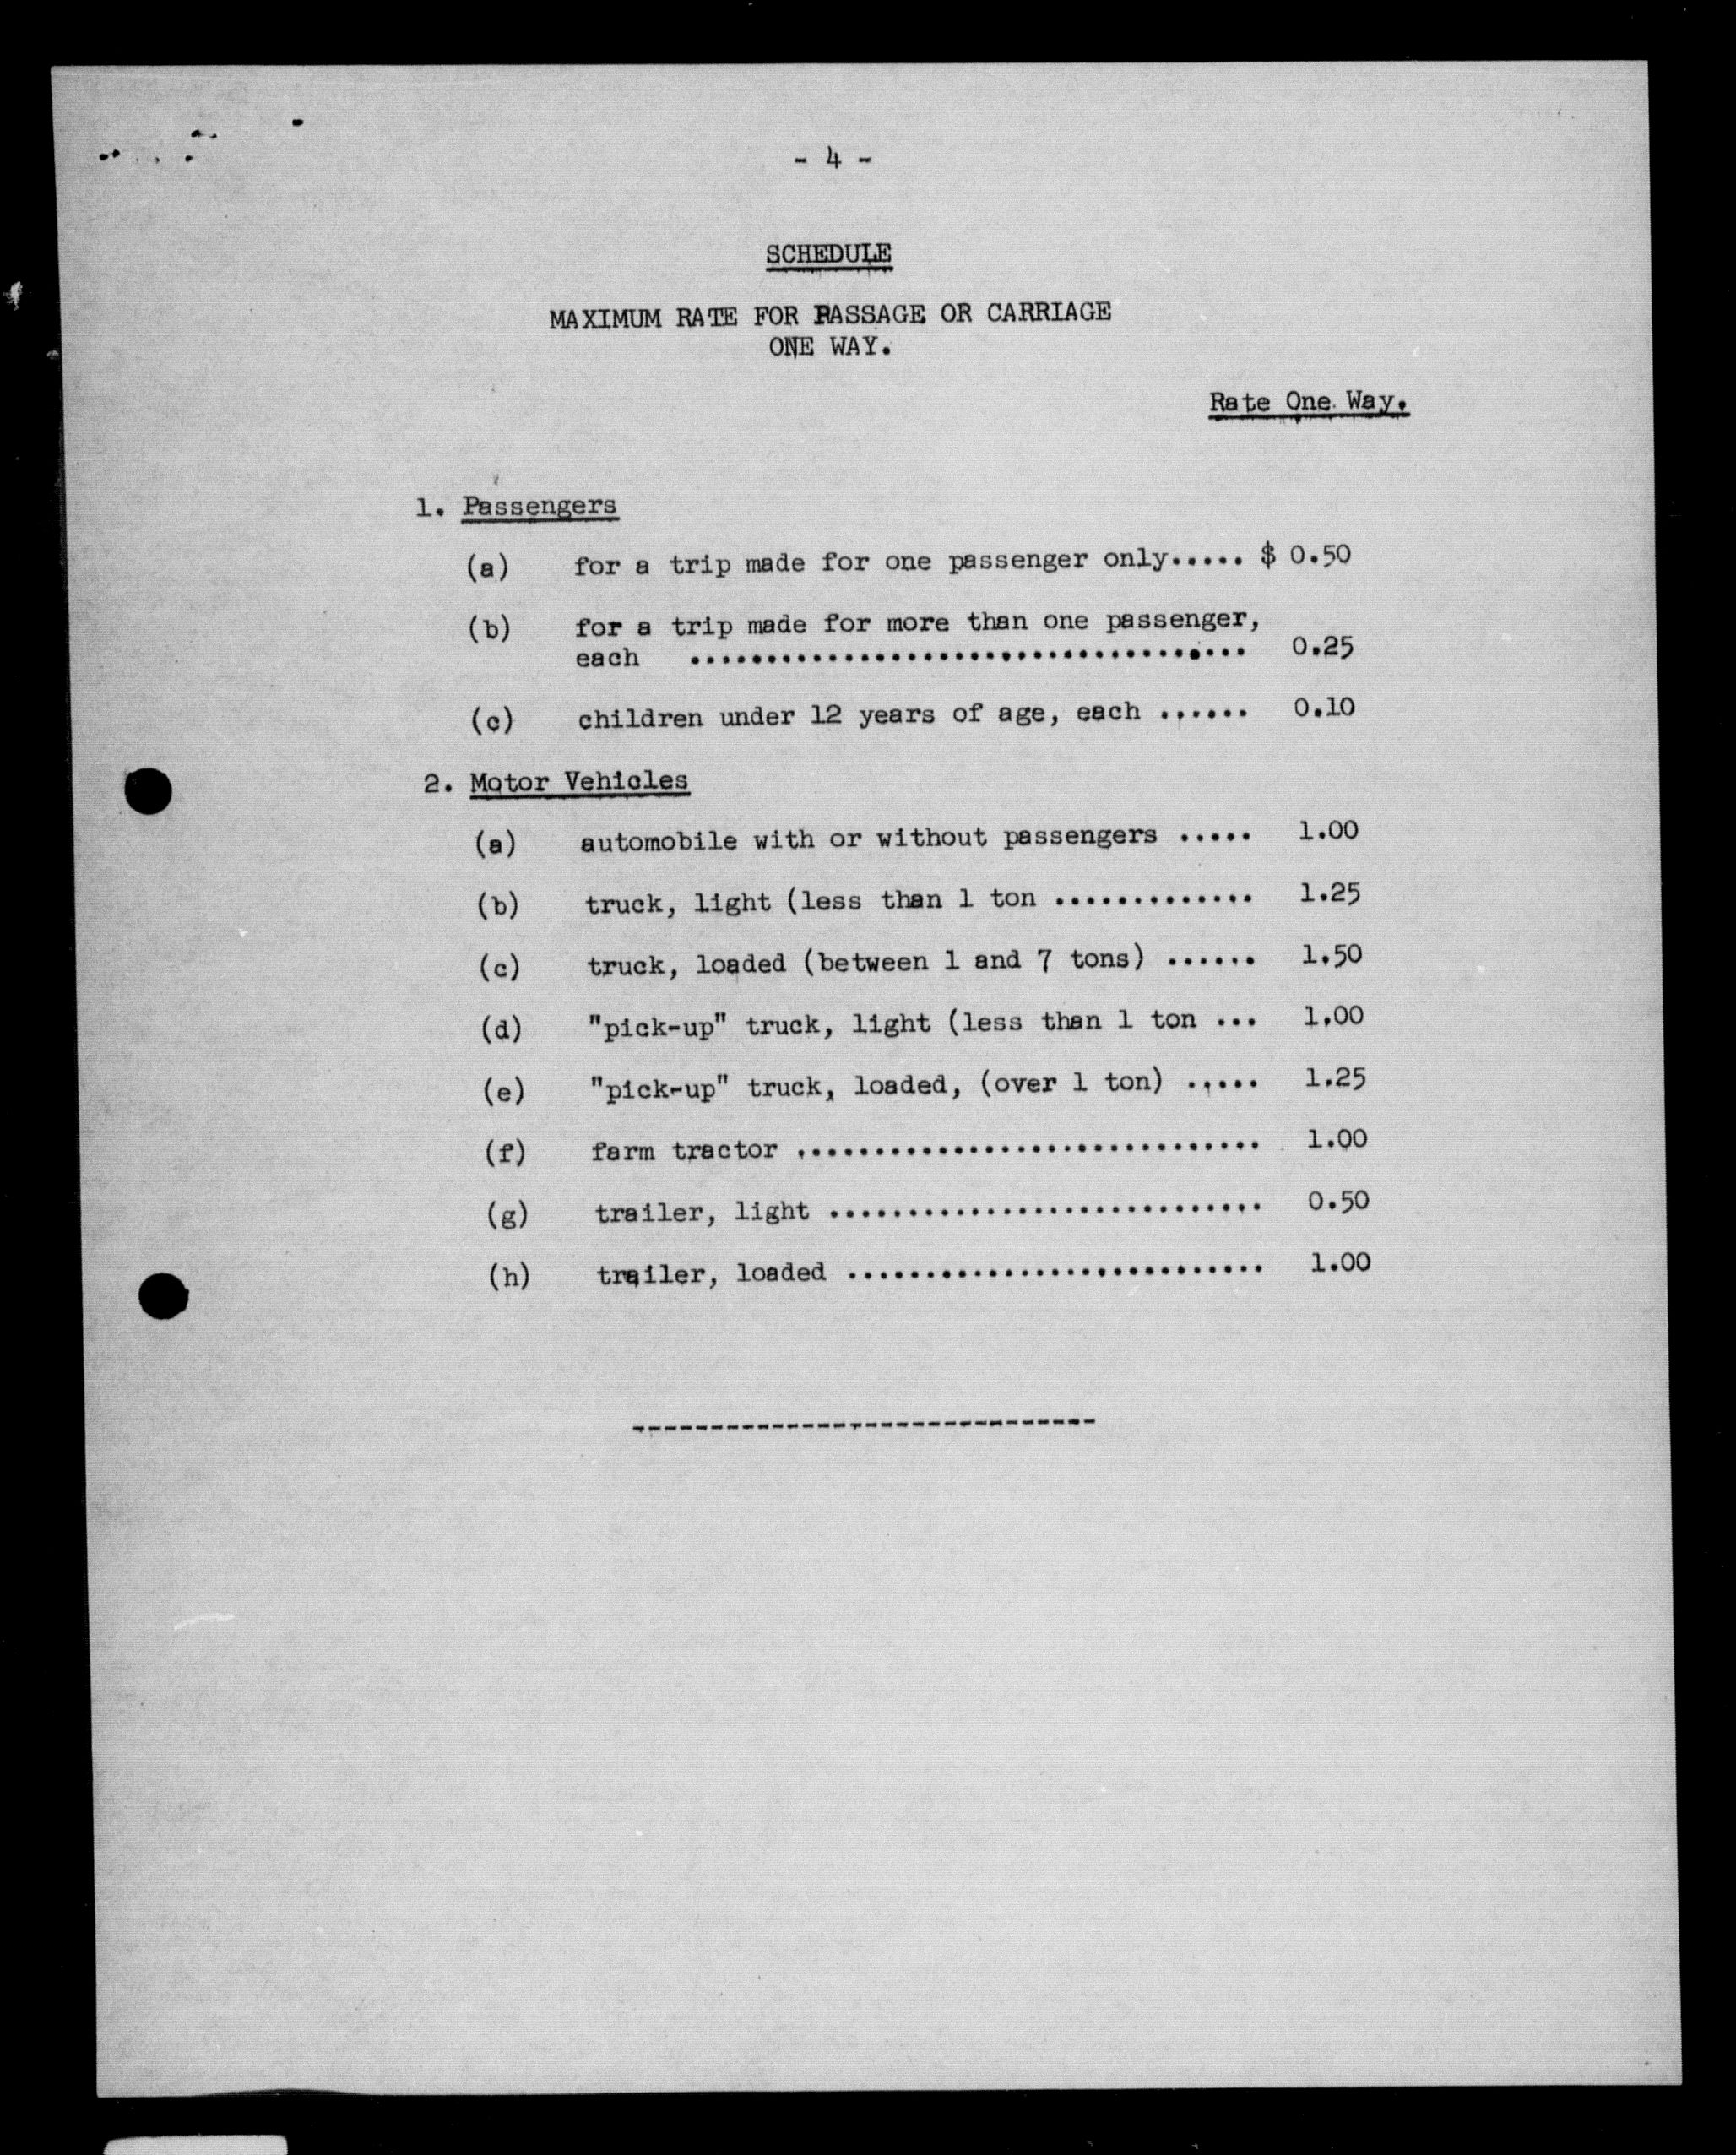 - 4 -
SCHEDULE
MAXIMUM RATE FOR PASSAGE OR CARRIAGE
ONE WAY.
Rate One Way.
1. Passengers
(a) for a trip made for one passenger only..... $ 0.50
(b) for a trip made for more than one passenger,
each .................................... 0.25
(c) children under 12 years of age, each ...... 0.10
2. Motor Vehicles
(a) automobile with or without passengers ..... 1.00
(b) truck, light (less than 1 ton ............. 1.25
(c) truck, loaded (between 1 and 7 tons) ...... 1.50
(d) "pick-up" truck, light (less than 1 ton ... 1.00
(e) "pick-up" truck, loaded, (over 1 ton) ..... 1.25
(f) farm tractor .............................. 1.00
(g) trailer, light ............................ 0.50
(h) trailer, loaded ........................... 1.00
------------------------------